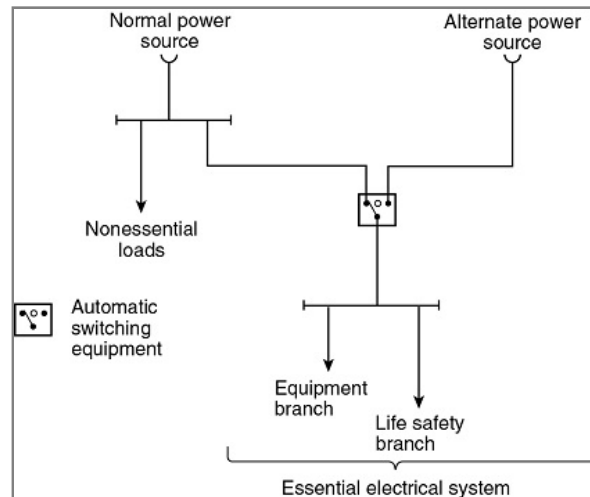 Normal power
source
Alternate power
source
Nonessential
loads
Automatic
switching
equipment
Equipment
branch
Life safety
branch
Essential electrical system